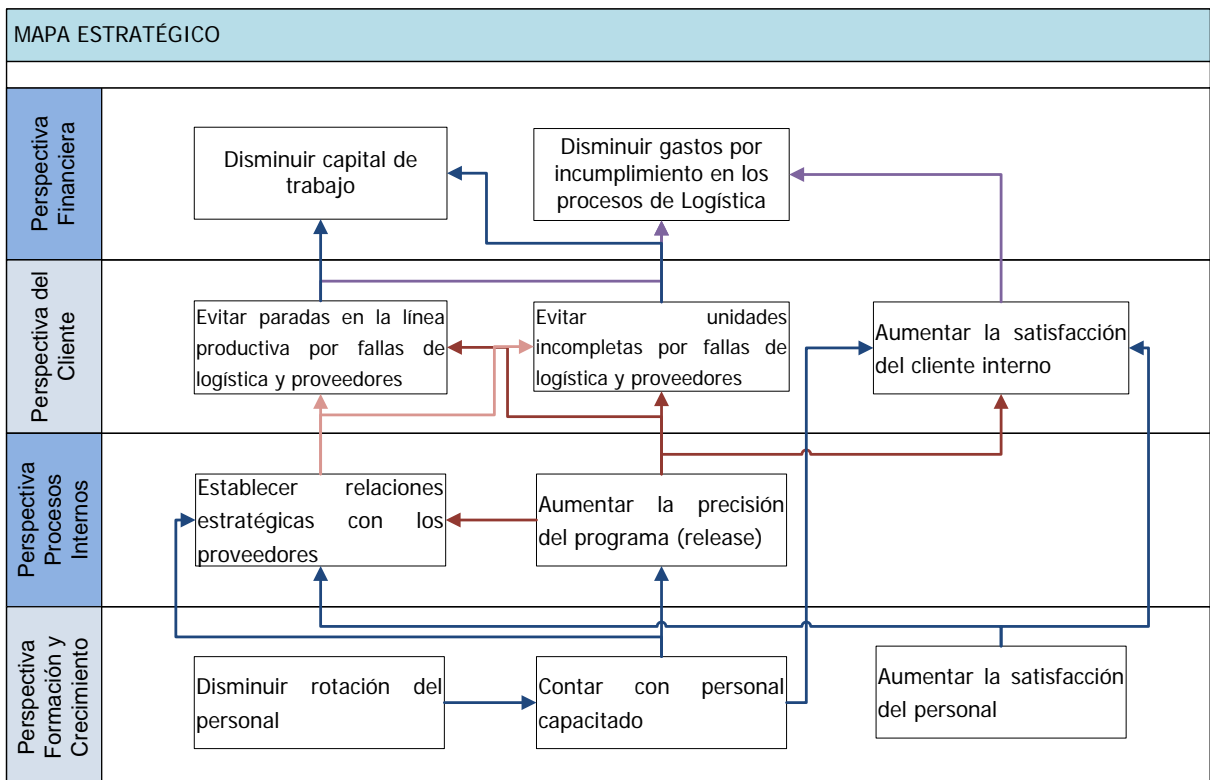 MAPA ESTRATÉGICO
Perspectiva
Financiera
Disminuir capital de
trabajo
Disminuir gastos por
incumplimiento en los
procesos de Logística
Perspectiva del
Cliente
Evitar paradas en la línea
productiva por fallas de
logística y proveedores
Evitar unidades
incompletas por fallas de
logística y proveedores
Aumentar la satisfacción
del cliente interno
Perspectiva
Procesos
Internos
Establecer relaciones
estratégicas con los
proveedores
Aumentar la precisión
del programa (release)
Perspectiva
Formación y
Crecimiento
Disminuir rotación del
personal
Contar con personal
capacitado
Aumentar la satisfacción
del personal